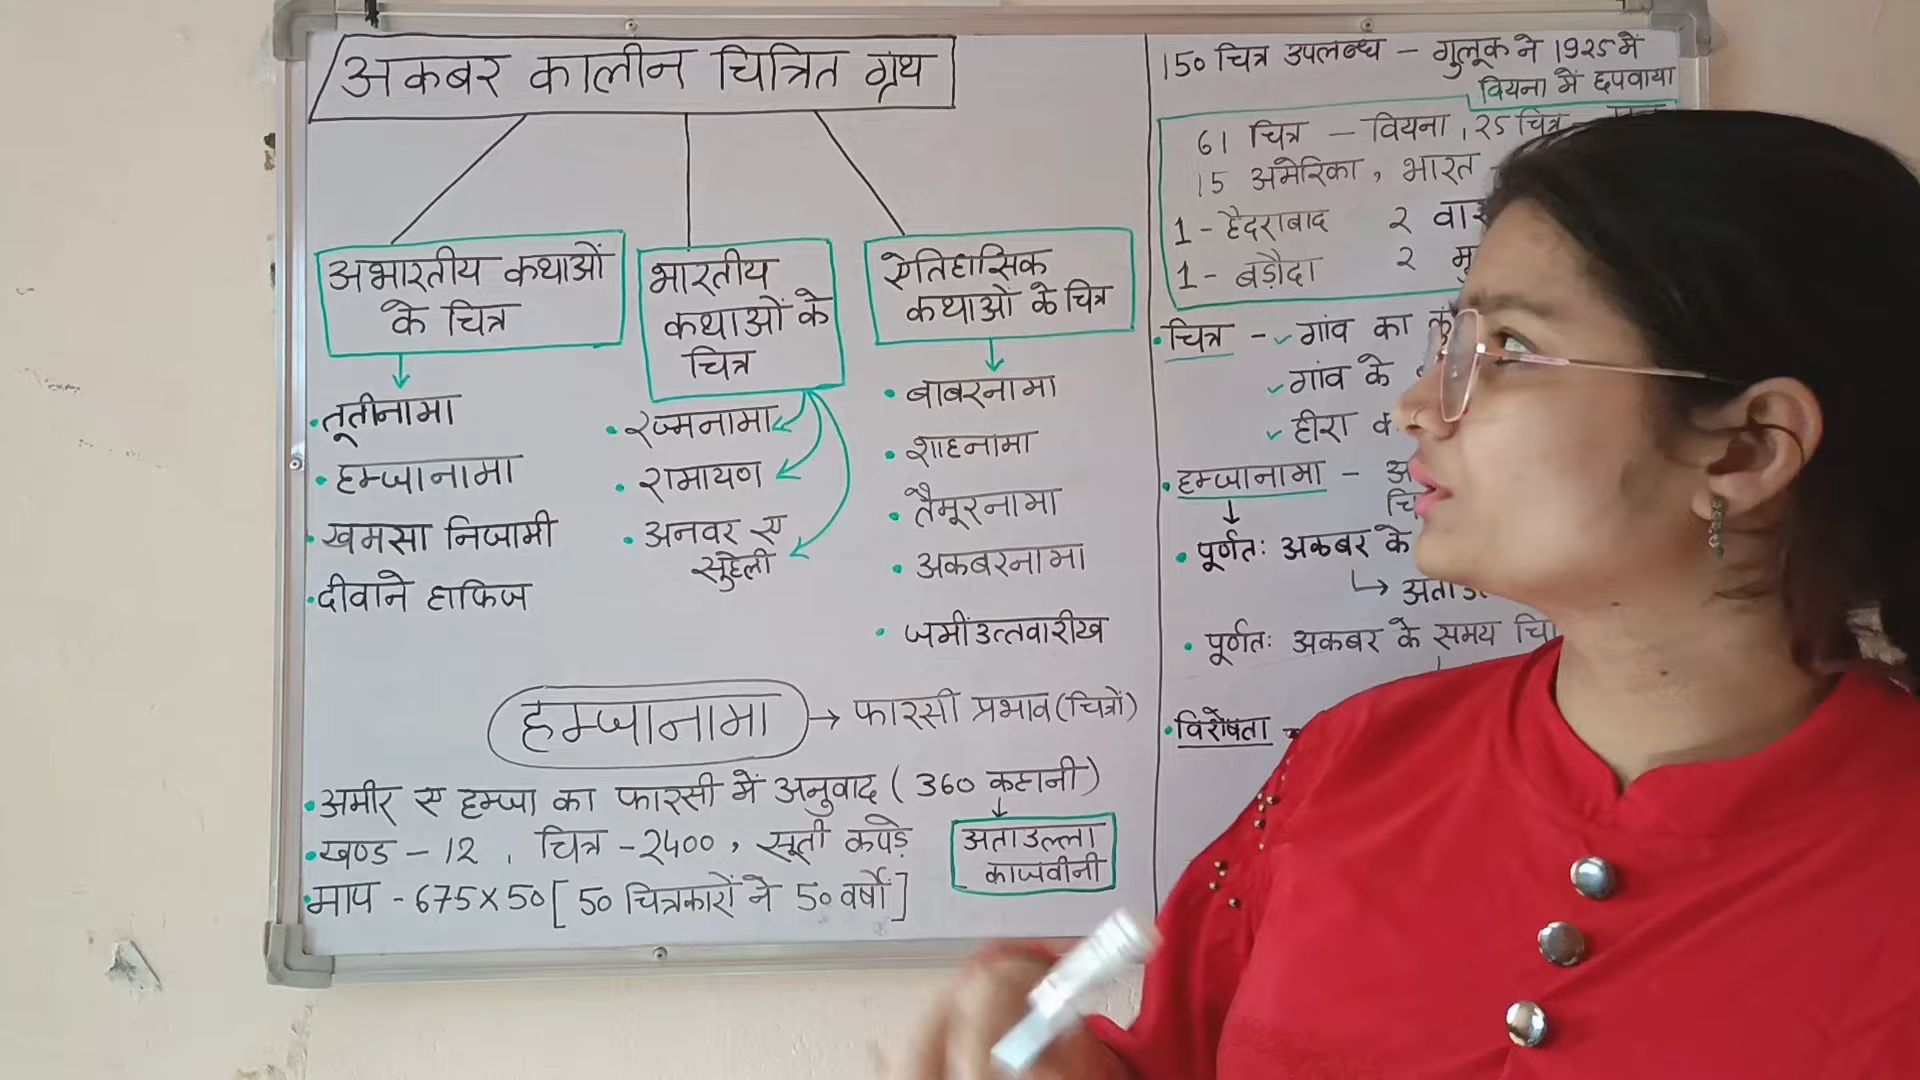 अकबर कालीन चित्रित ग्रंथ
अभारतीय कथाओं
के चित्र
तूतीनामा
हम्जानामा
खमसा निजामी
दीवाने हाफिज
भारतीय
कथाओं के
चित्र
रज्मनामा
रामायण
अनवर ए
सुहेली
ऐतिहासिक
कथाओं के चित्र
बाबरनामा
शाहनामा
तैमूरनामा
अकबरनामा
जमींउत्तवारीख
हम्जानामा → फारसी प्रभाव (चित्रों)
अमीर ए हम्जा का फारसी में अनुवाद ( 360 कहानी)
खण्ड – 12 , चित्र – 2400 , सूती कपड़े
अताउल्ला
काजवीनी
माप - 675 × 50 [ 50 चित्रकारों ने 50 वर्षों ]
150 चित्र उपलब्ध – गुलूक ने 1925 में
वियना में छपवाया
61 चित्र – वियना , 25 चित्र
15 अमेरिका , भारत
1 - हैदराबाद 2
1 - बड़ौदा 2
चित्र – ✓ गांव का
✓ गांव के
✓ हीरा
हम्जानामा –
पूर्णतः अकबर के
पूर्णतः अकबर के समय
विशेषता